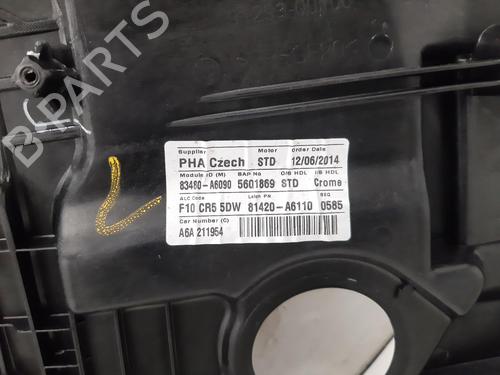 B-PARTS
Supplier Motor Order Date
PHA Czech STD 12/06/2014
Module ID (M) BAP No O/S HDL I/S HDL
83480-A6090 5601869 STD Crome
ALC Code Latch PN SEQ
F10 CR5 5DW 81420-A6110 0585
Car Number (C)
A6A 211954